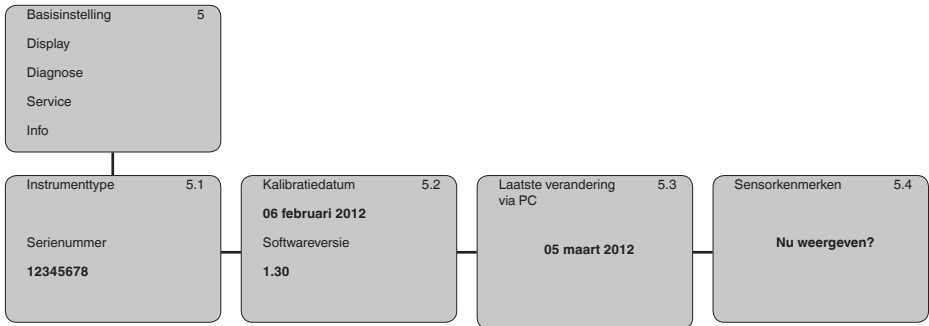 Basisinstelling 5
Display
Diagnose
Service
Info
Instrumenttype 5.1
Serienummer
12345678
Kalibratiedatum 5.2
06 februari 2012
Softwareversie
1.30
Laatste verandering 5.3
via PC
05 maart 2012
Sensorkenmerken 5.4
Nu weergeven?